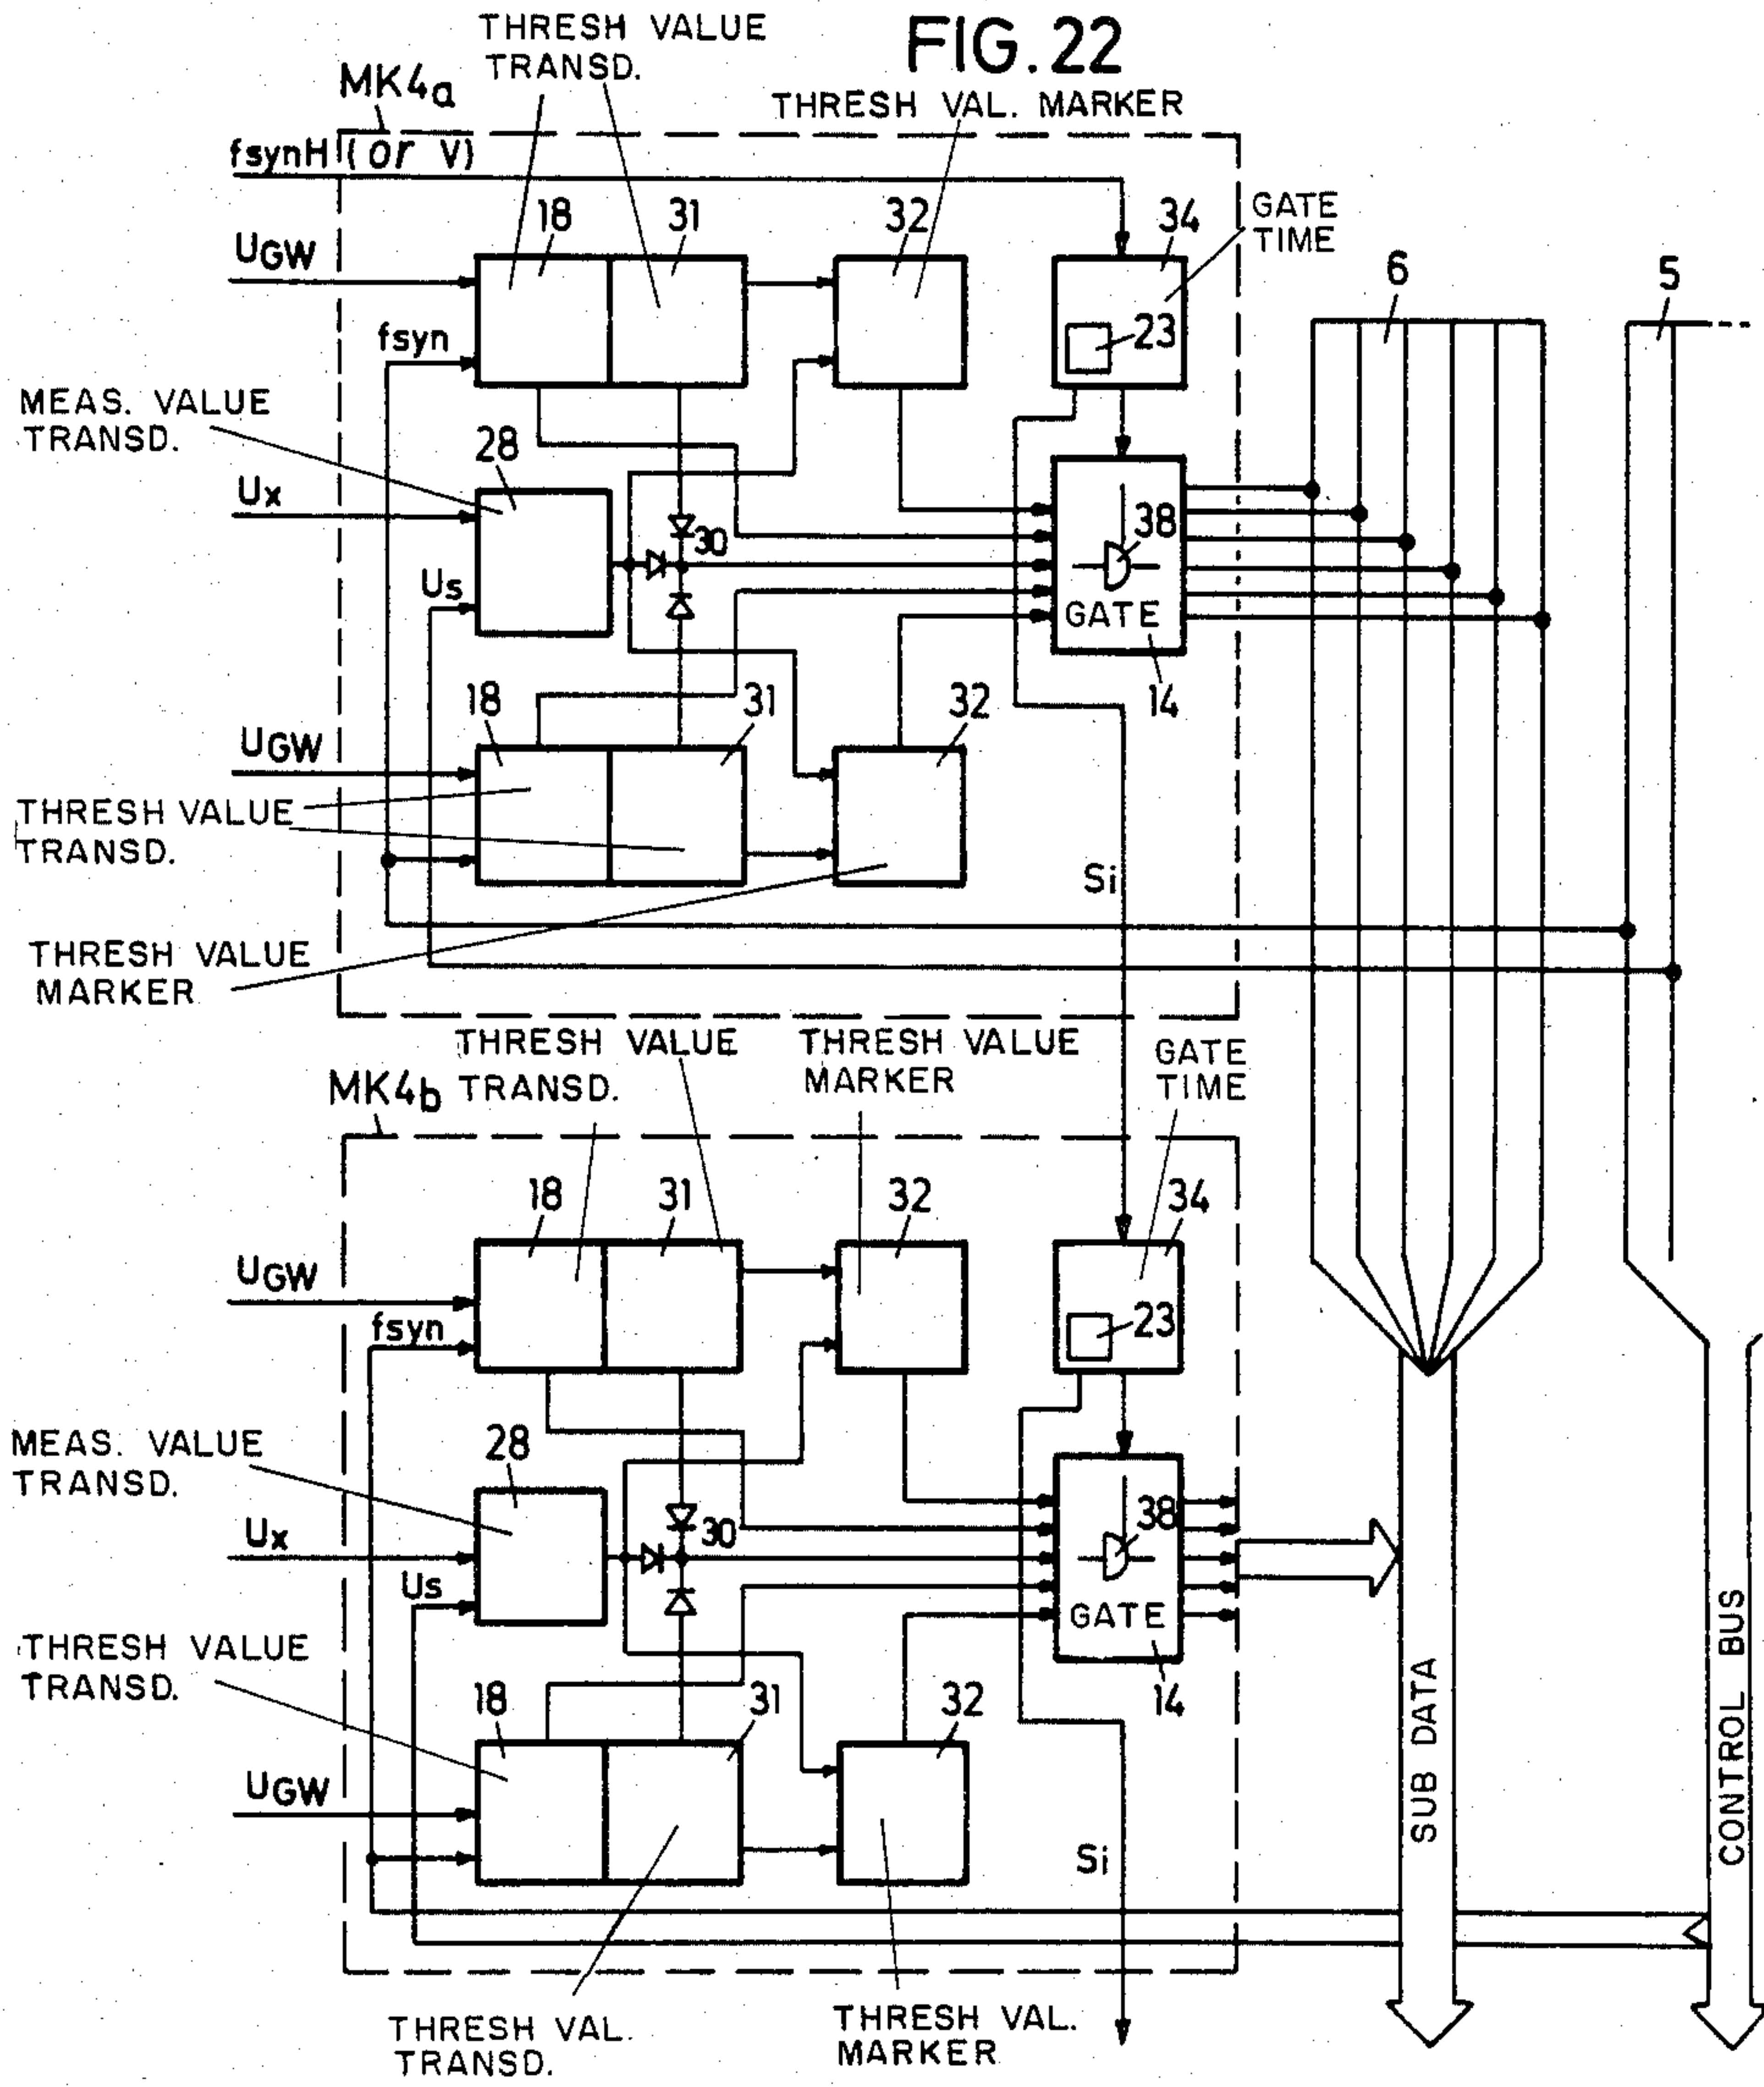 FIG. 22
THRESH VALUE
TRANSD.
MK4a
THRESH VAL. MARKER
fsynH (or V)
18
31
32
34
GATE
TIME
UGW
6
5
fsyn
23
MEAS. VALUE
TRANSD.
28
Ux
38
30
Us
GATE
18
31
32
14
UGW
THRESH VALUE
TRANSD.
Si
THRESH VALUE
MARKER
THRESH VALUE
TRANSD.
THRESH VALUE
MARKER
GATE
TIME
MK4b
18
31
32
34
UGW
fsyn
23
MEAS. VALUE
TRANSD.
28
38
30
Ux
Us
GATE
THRESH VALUE
TRANSD.
18
31
32
14
UGW
SUB DATA
CONTROL BUS
Si
THRESH VAL.
TRANSD.
THRESH VAL.
MARKER